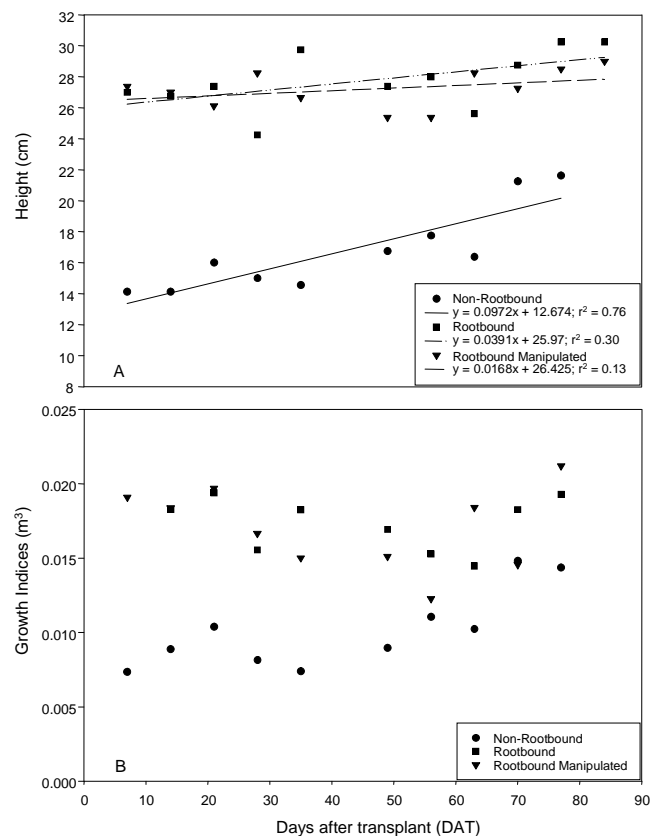 32
30
28
26
24
22
20
18
16
14
12
10
8
Height (cm)
A
Non-Rootbound
y = 0.0972x + 12.674; r² = 0.76
Rootbound
y = 0.0391x + 25.97; r² = 0.30
Rootbound Manipulated
y = 0.0168x + 26.425; r² = 0.13
0.025
0.020
0.015
0.010
0.005
0.000
Growth Indices (m³)
B
Non-Rootbound
Rootbound
Rootbound Manipulated
0 10 20 30 40 50 60 70 80 90
Days after transplant (DAT)